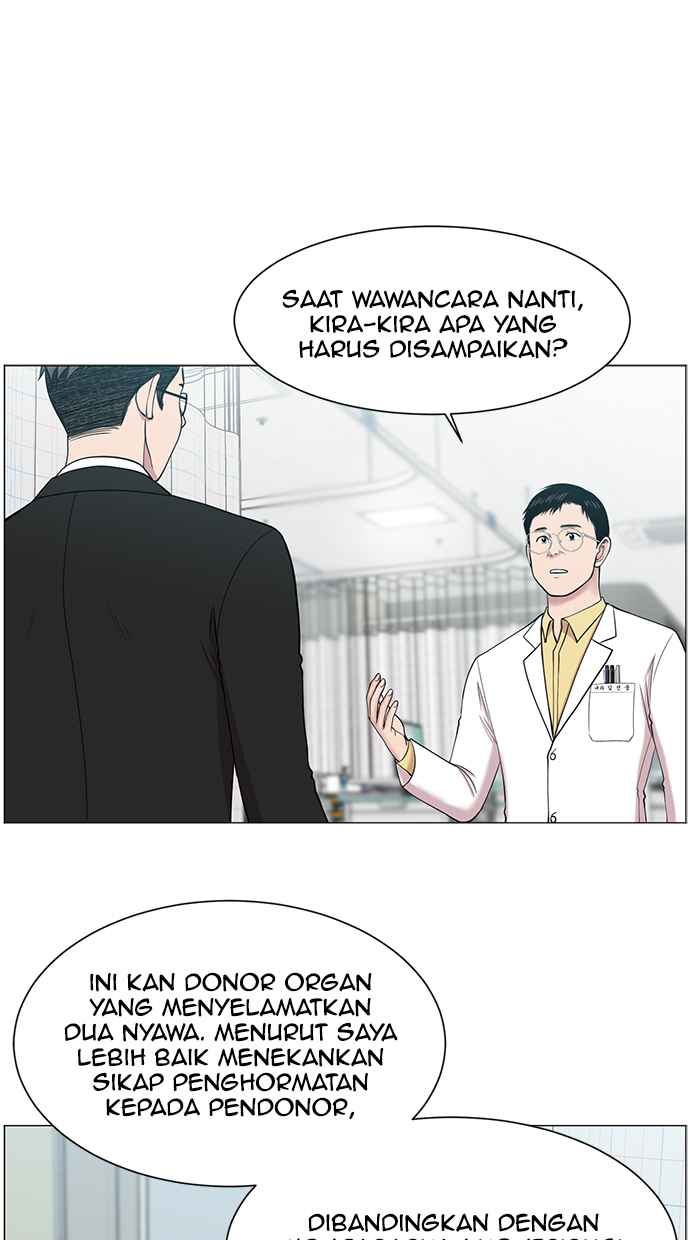 SAAT WAWANCARA NANTI,
KIRA-KIRA APA YANG
HARUS DISAMPAIKAN?
INI KAN DONOR ORGAN
YANG MENYELAMATKAN
DUA NYAWA. MENURUT SAYA
LEBIH BAIK MENEKANKAN
SIKAP PENGHORMATAN
KEPADA PENDONOR,
DIBANDINGKAN DENGAN